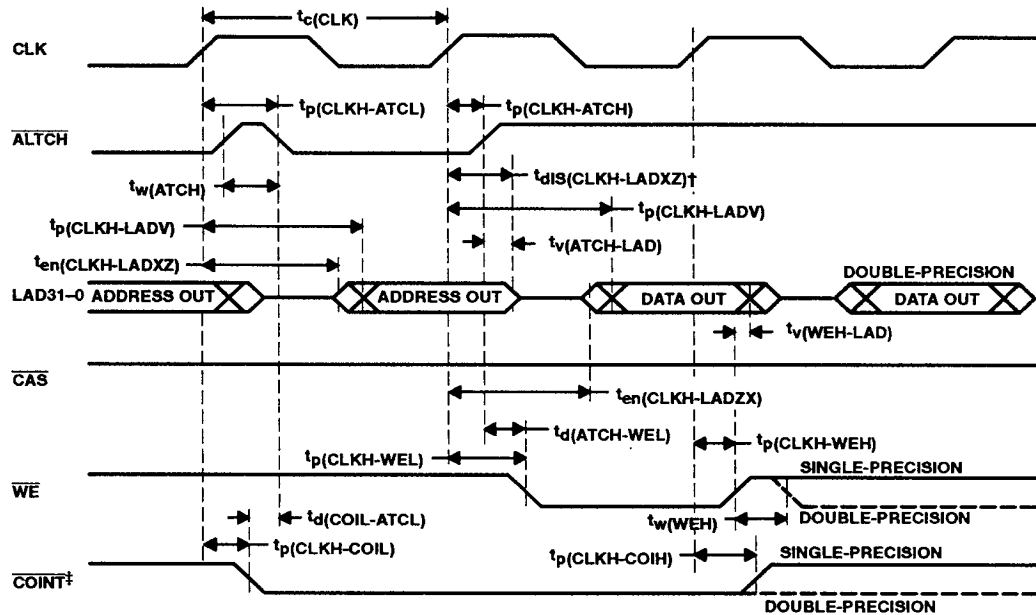 tc(CLK)
CLK
tp(CLKH-ATCL)
tp(CLKH-ATCH)
ALTCH
tw(ATCH)
tdIS(CLKH-LADXZ)†
tp(CLKH-LADV)
tp(CLKH-LADV)
tv(ATCH-LAD)
ten(CLKH-LADXZ)
DOUBLE-PRECISION
LAD31–0 ADDRESS OUT ADDRESS OUT DATA OUT DATA OUT
tv(WEH-LAD)
CAS
ten(CLKH-LADZX)
td(ATCH-WEL)
tp(CLKH-WEH)
tp(CLKH-WEL)
SINGLE-PRECISION
WE
td(COIL-ATCL)
tw(WEH)
DOUBLE-PRECISION
tp(CLKH-COIL)
tp(CLKH-COIH)
SINGLE-PRECISION
COINT‡
DOUBLE-PRECISION